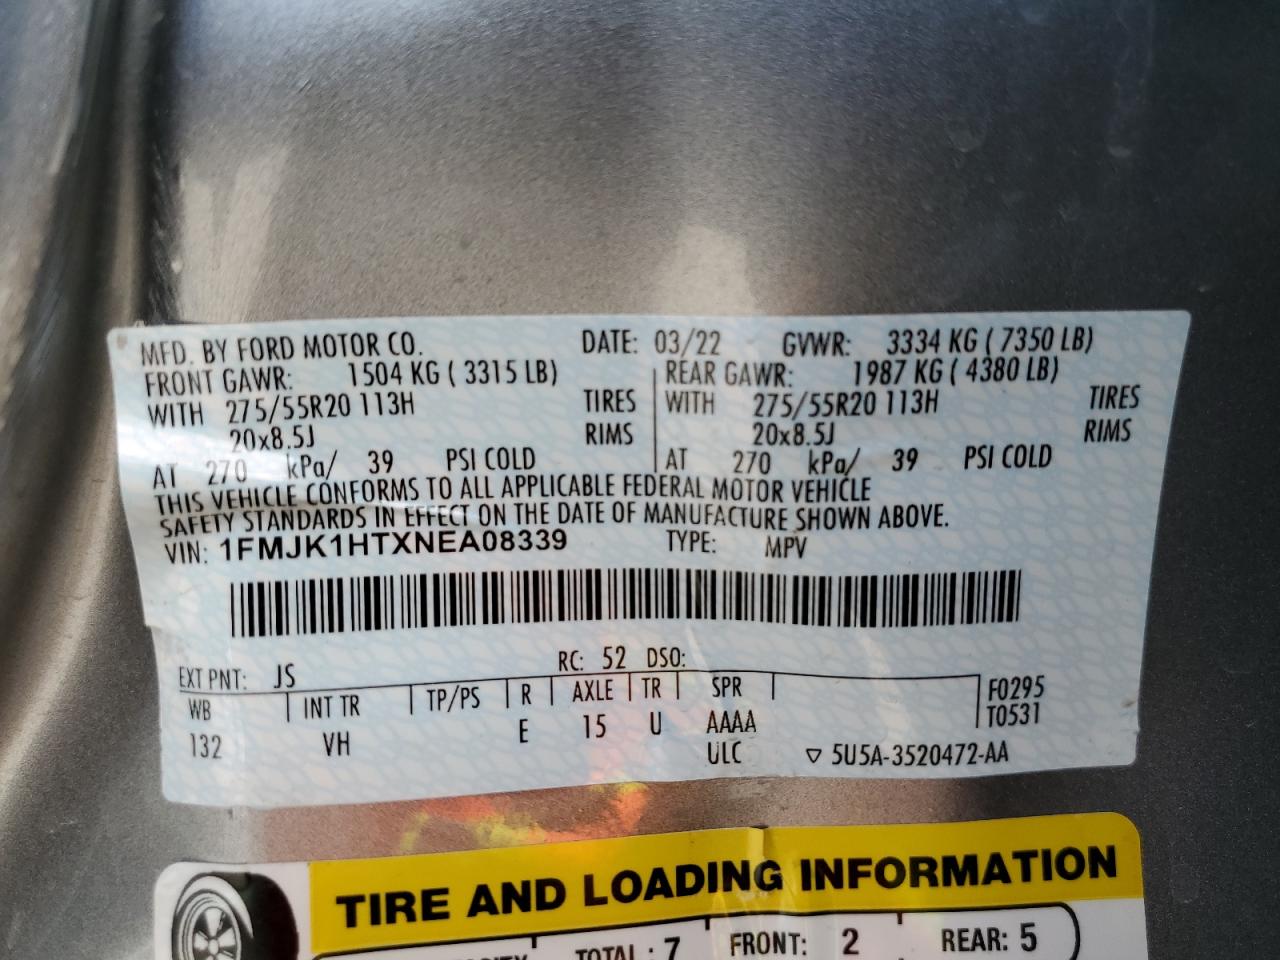 MFD. BY FORD MOTOR CO. DATE: 03/22 GVWR: 3334 KG ( 7350 LB)
FRONT GAWR: 1504 KG ( 3315 LB) REAR GAWR: 1987 KG ( 4380 LB)
WITH 275/55R20 113H TIRES WITH 275/55R20 113H TIRES
20x8.5J RIMS 20x8.5J RIMS
AT 270 kPa/ 39 PSI COLD AT 270 kPa/ 39 PSI COLD
THIS VEHICLE CONFORMS TO ALL APPLICABLE FEDERAL MOTOR VEHICLE
SAFETY STANDARDS IN EFFECT ON THE DATE OF MANUFACTURE SHOWN ABOVE.
VIN: 1FMJK1HTXNEA08339 TYPE: MPV
EXT PNT: JS RC: 52 DSO:
WB INT TR TP/PS R AXLE TR SPR F0295
132 VH E 15 U AAAA T0531
ULC ▽ 5U5A-3520472-AA
TIRE AND LOADING INFORMATION
TOTAL : 7 FRONT: 2 REAR: 5